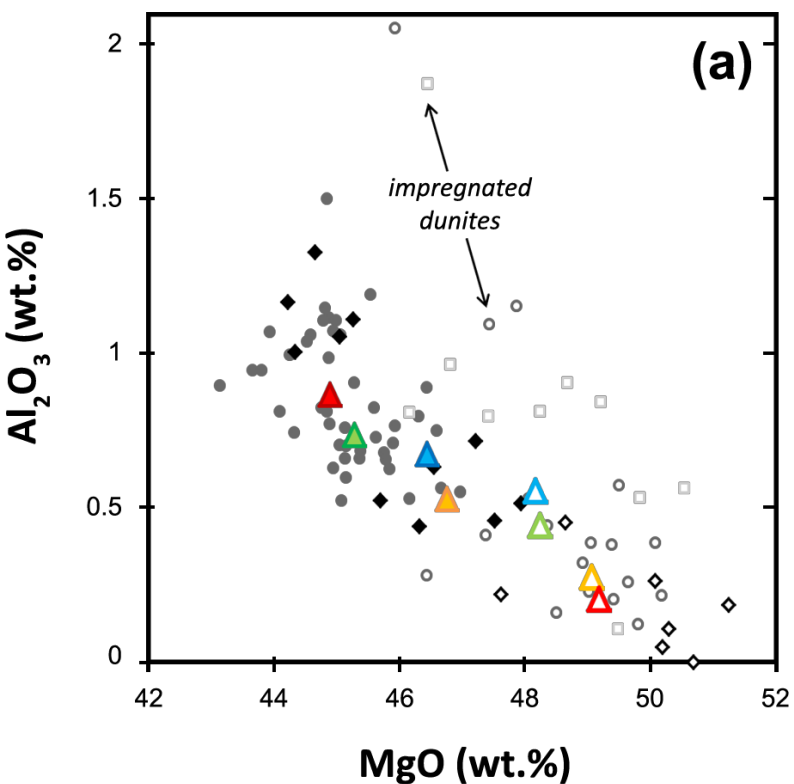 (a)
2
1.5
1
0.5
0
impregnated
dunites
Al₂O₃ (wt.%)
42 44 46 48 50 52
MgO (wt.%)